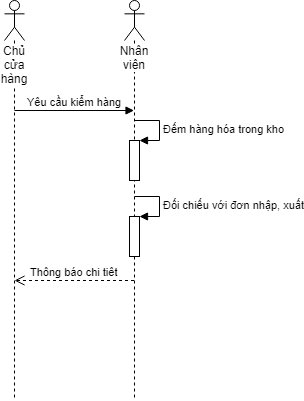 Chủ
cửa
hàng
Nhân
viên
Yêu cầu kiểm hàng
Đếm hàng hóa trong kho
Đối chiếu với đơn nhập, xuất
Thông báo chi tiêt